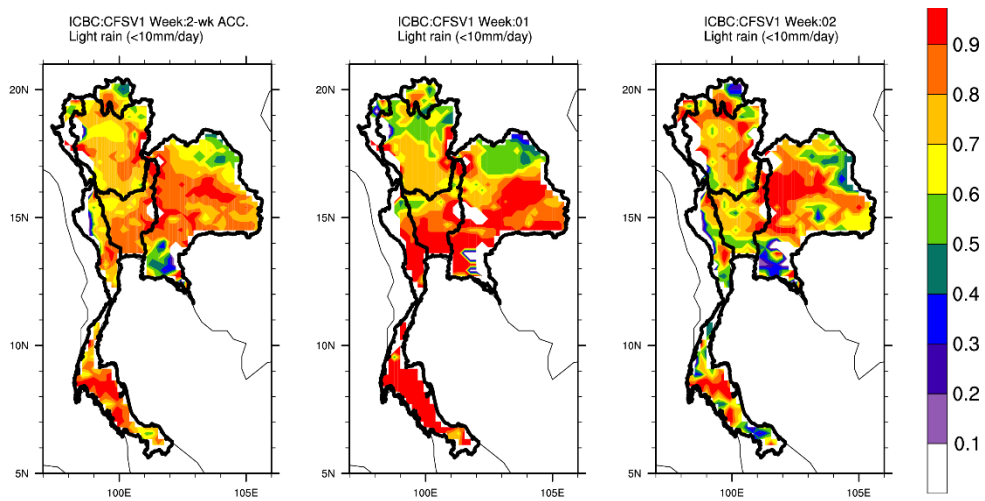 ICBC:CFSV1 Week:2-wk ACC.
Light rain (<10mm/day)
ICBC:CFSV1 Week:01
Light rain (<10mm/day)
ICBC:CFSV1 Week:02
Light rain (<10mm/day)
20N
15N
10N
5N
100E
105E
20N
15N
10N
5N
100E
105E
20N
15N
10N
5N
100E
105E
0.9
0.8
0.7
0.6
0.5
0.4
0.3
0.2
0.1